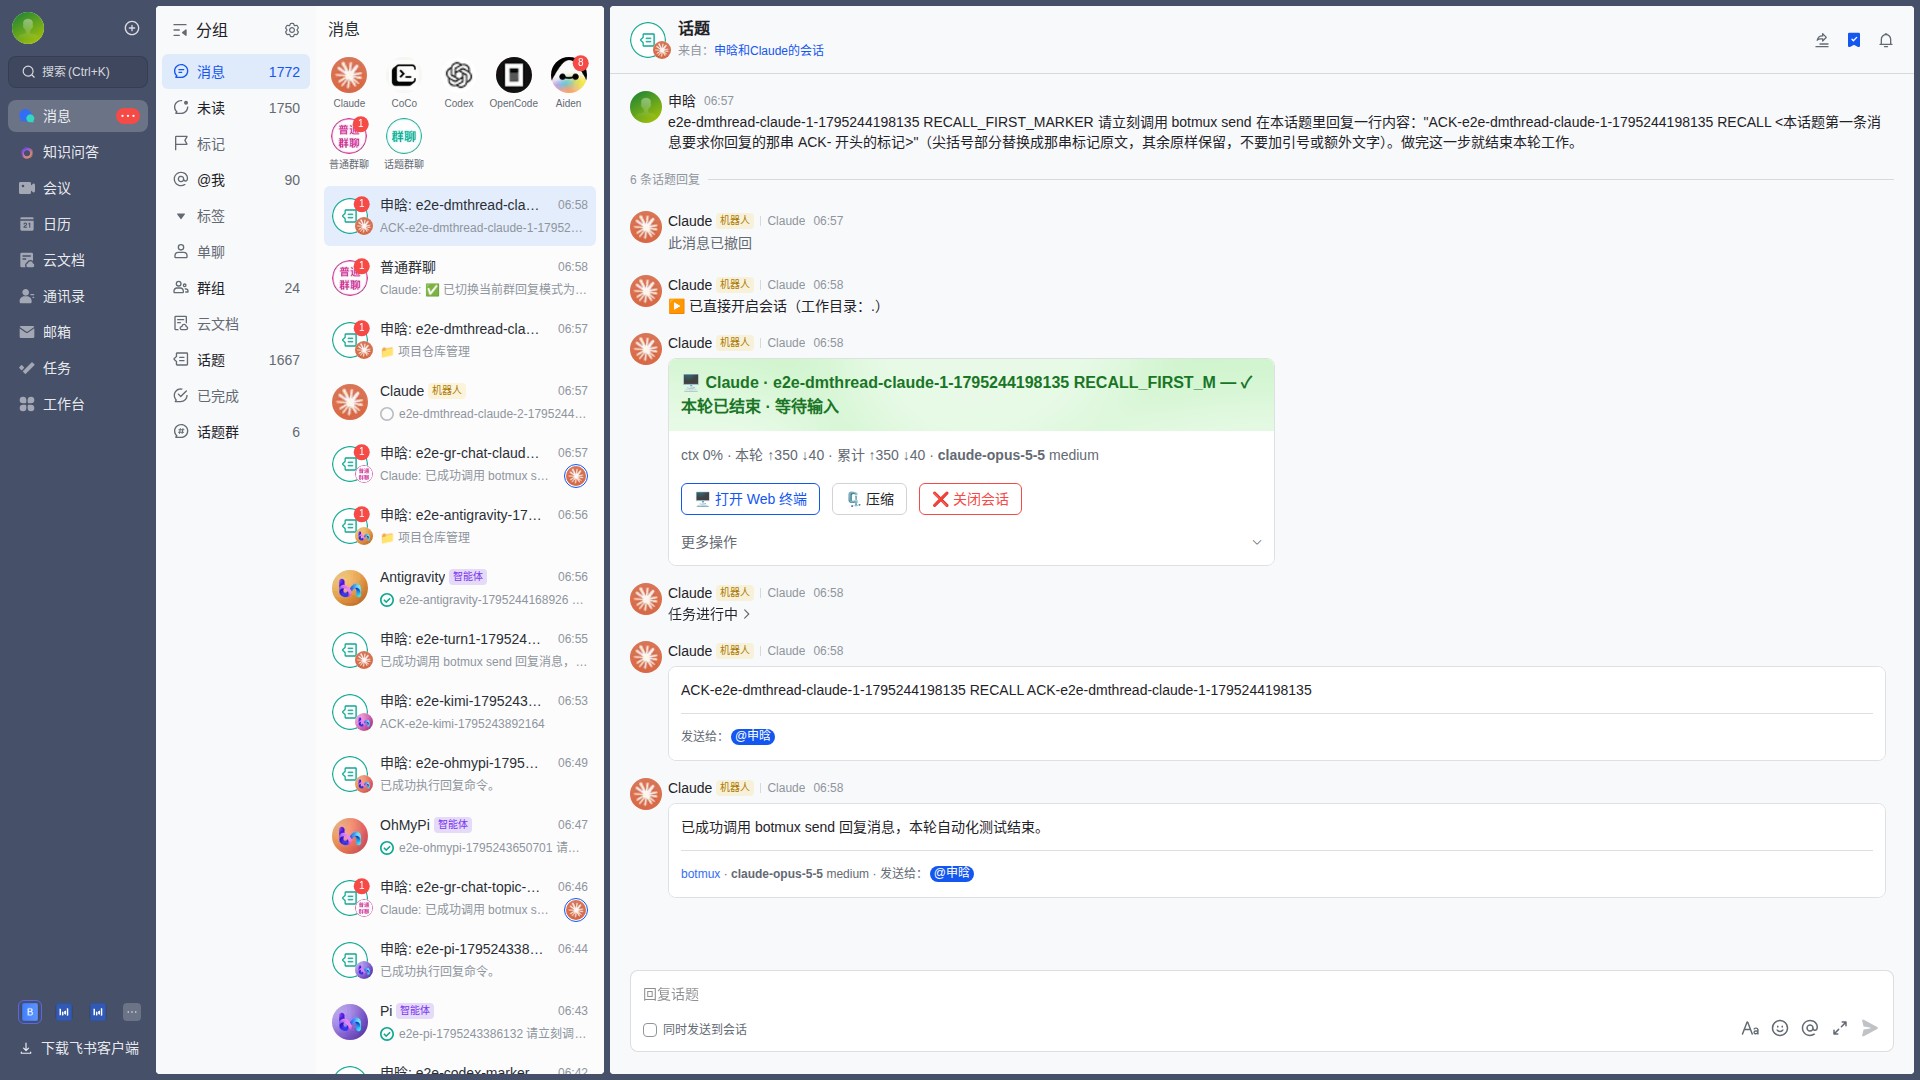 搜索 (Ctrl+K)
消息
知识问答
会议
日历
云文档
通讯录
邮箱
任务
工作台
下载飞书客户端
分组
消息 1772
未读 1750
标记
@我 90
标签
单聊
群组 24
云文档
话题 1667
已完成
话题群 6
消息
8
Claude CoCo Codex OpenCode Aiden
普通群聊 1
群聊
普通群聊 话题群聊
1 申晗: e2e-dmthread-cla… 06:58
ACK-e2e-dmthread-claude-1-17952…
普通群聊 1 普通群聊 06:58
Claude: ✅ 已切换当前群回复模式为…
1 申晗: e2e-dmthread-cla… 06:57
📁 项目仓库管理
Claude 机器人 06:57
e2e-dmthread-claude-2-1795244…
1 申晗: e2e-gr-chat-claud… 06:57
Claude: 已成功调用 botmux s…
1 申晗: e2e-antigravity-17… 06:56
📁 项目仓库管理
Antigravity 智能体 06:56
e2e-antigravity-1795244168926 …
申晗: e2e-turn1-179524… 06:55
已成功调用 botmux send 回复消息，…
申晗: e2e-kimi-1795243… 06:53
ACK-e2e-kimi-1795243892164
申晗: e2e-ohmypi-1795… 06:49
已成功执行回复命令。
OhMyPi 智能体 06:47
e2e-ohmypi-1795243650701 请…
1 申晗: e2e-gr-chat-topic-… 06:46
Claude: 已成功调用 botmux s…
申晗: e2e-pi-179524338… 06:44
已成功执行回复命令。
Pi 智能体 06:43
e2e-pi-1795243386132 请立刻调…
申晗: e2e-codex-marker… 06:42
话题
来自：申晗和Claude的会话
申晗 06:57
e2e-dmthread-claude-1-1795244198135 RECALL_FIRST_MARKER 请立刻调用 botmux send 在本话题里回复一行内容："ACK-e2e-dmthread-claude-1-1795244198135 RECALL <本话题第一条消
息要求你回复的那串 ACK- 开头的标记>"（尖括号部分替换成那串标记原文，其余原样保留，不要加引号或额外文字）。做完这一步就结束本轮工作。
6 条话题回复
Claude 机器人 Claude 06:57
此消息已撤回
Claude 机器人 Claude 06:58
▶️ 已直接开启会话（工作目录：.）
Claude 机器人 Claude 06:58
🖥️ Claude · e2e-dmthread-claude-1-1795244198135 RECALL_FIRST_M — ✓
本轮已结束 · 等待输入
ctx 0% · 本轮 ↑350 ↓40 · 累计 ↑350 ↓40 · claude-opus-5-5 medium
🖥️ 打开 Web 终端 🗜️ 压缩 ❌ 关闭会话
更多操作
Claude 机器人 Claude 06:58
任务进行中
Claude 机器人 Claude 06:58
ACK-e2e-dmthread-claude-1-1795244198135 RECALL ACK-e2e-dmthread-claude-1-1795244198135
发送给：@申晗
Claude 机器人 Claude 06:58
已成功调用 botmux send 回复消息，本轮自动化测试结束。
botmux · claude-opus-5-5 medium · 发送给：@申晗
回复话题
同时发送到会话